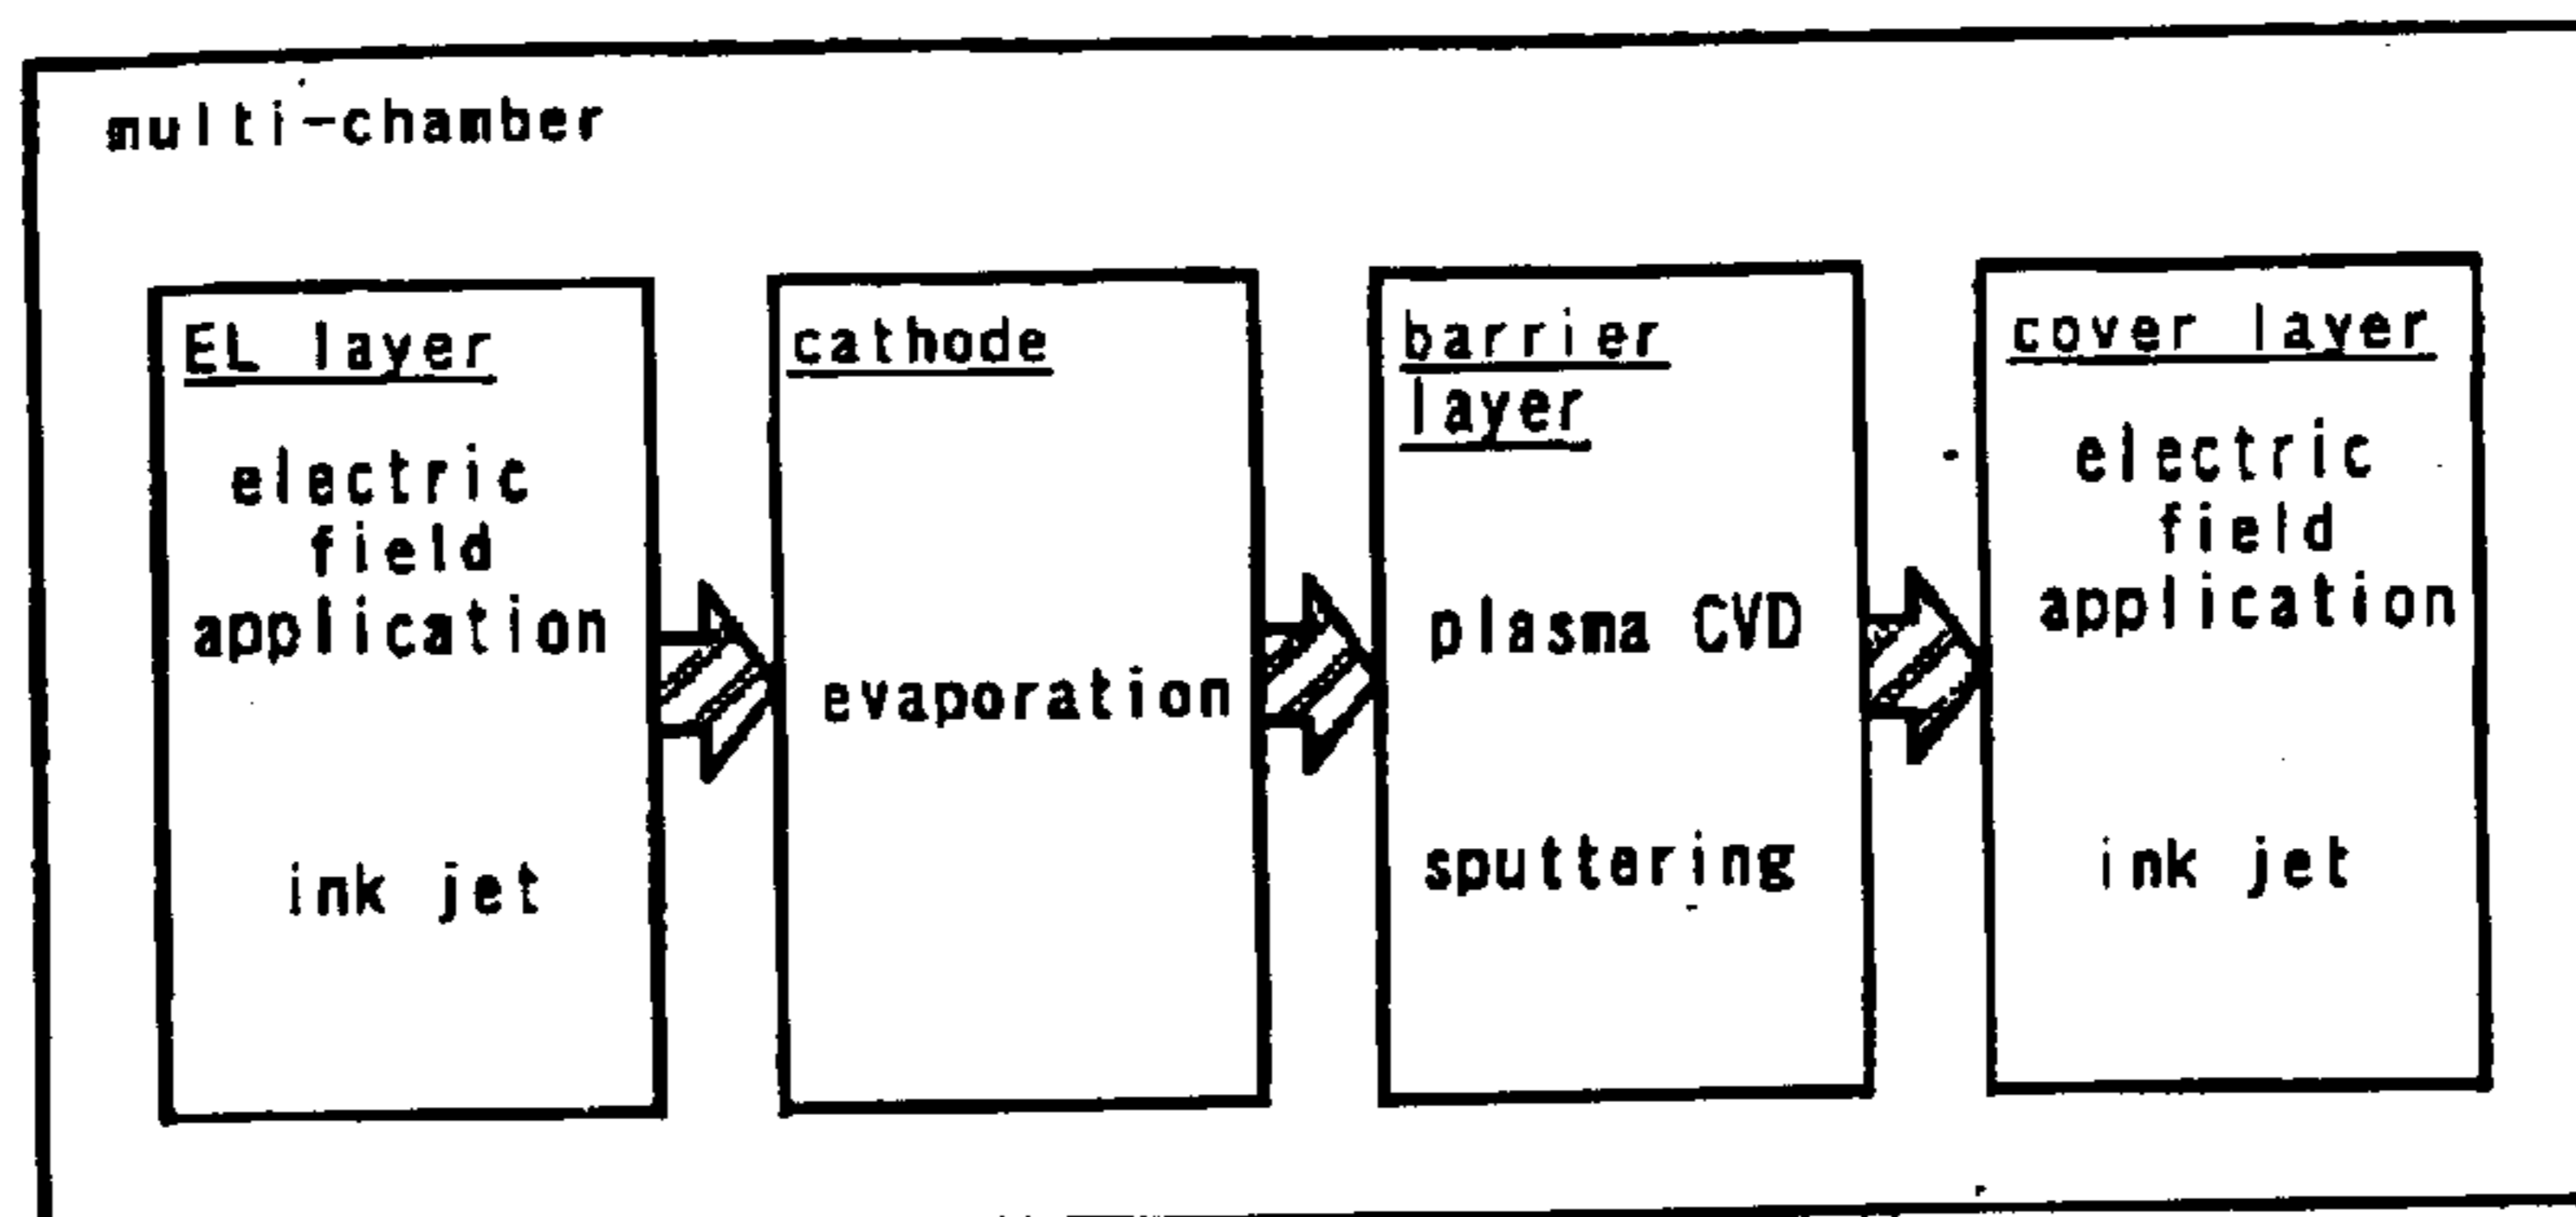 multi-chamber
EL layer
electric
field
application
ink jet
cathode
evaporation
barrier
layer
plasma CVD
sputtering
cover layer
electric
field
application
ink jet